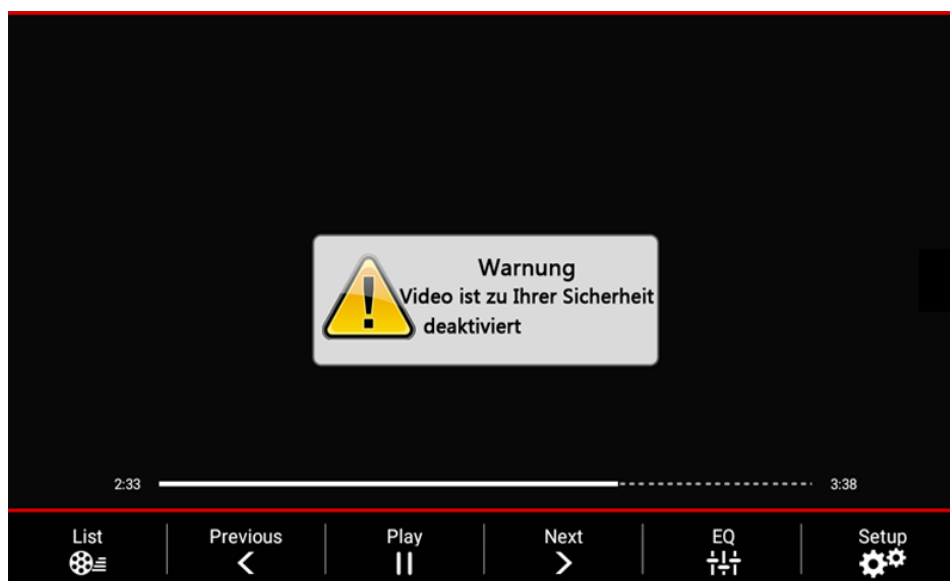 Warnung
Video ist zu Ihrer Sicherheit
deaktiviert
2:33
3:38
List
Previous
Play
Next
EQ
Setup